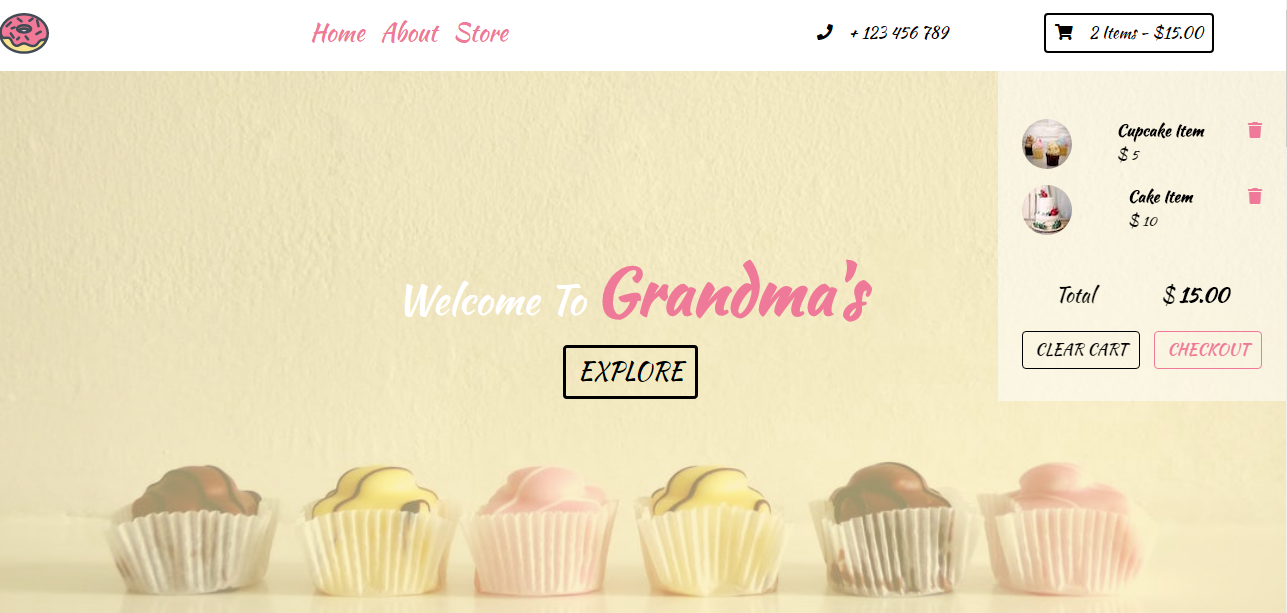 Home About Store
+ 123 456 789
2 Items - $15.00
Cupcake Item
$ 5
Cake Item
$ 10
Total $ 15.00
CLEAR CART CHECKOUT
Welcome To Grandma's
EXPLORE